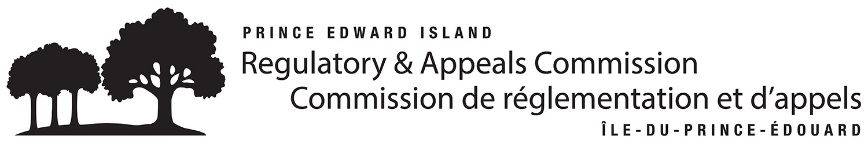 PRINCE EDWARD ISLAND
Regulatory & Appeals Commission
Commission de réglementation et d'appels
ÎLE-DU-PRINCE-ÉDOUARD